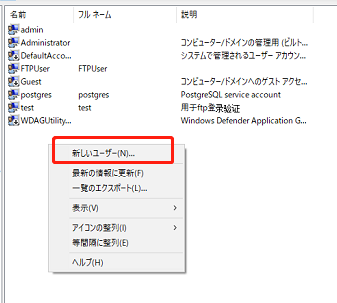 名前 フル ネーム 説明
admin
Administrator コンピューター/ドメインの管理用 (ビルト...
DefaultAcco... システムで管理されるユーザー アカウン...
FTPUser FTPUser
Guest コンピューター/ドメインへのゲスト アクセ...
postgres postgres PostgreSQL service account
test test 用于ftp登录验证
WDAGUtility... Windows Defender Application G...
新しいユーザー(N)...
最新の情報に更新(F)
一覧のエクスポート(L)...
表示(V)
アイコンの整列(I)
等間隔に整列(E)
ヘルプ(H)